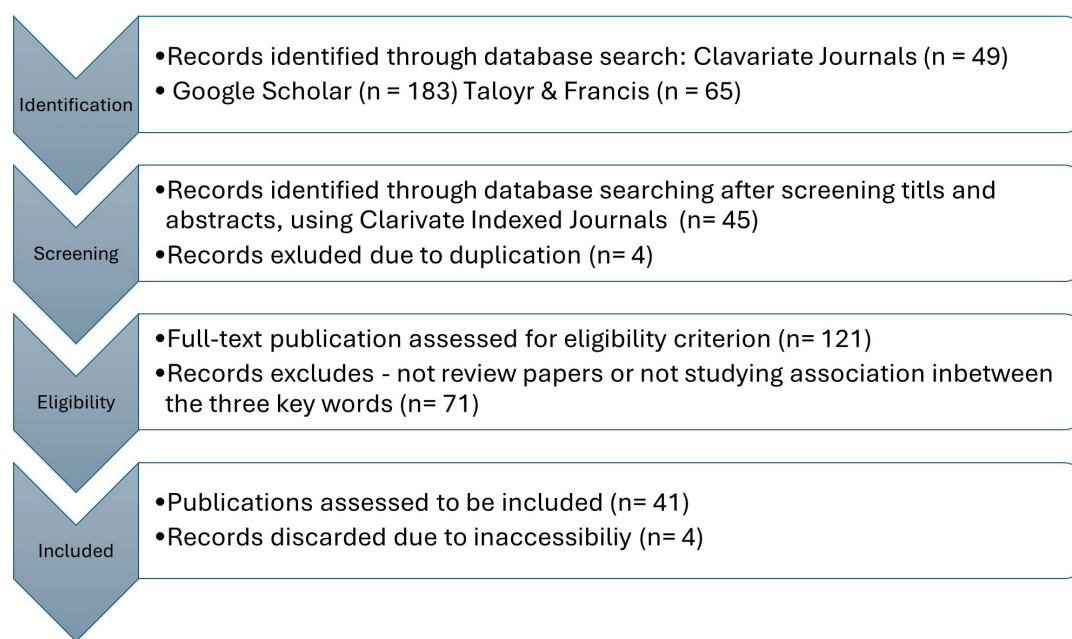 Identification
•Records identified through database search: Clavariate Journals (n = 49)
• Google Scholar (n = 183) Taloyr & Francis (n = 65)
Screening
•Records identified through database searching after screening titls and
abstracts, using Clarivate Indexed Journals (n= 45)
•Records exluded due to duplication (n= 4)
Eligibility
•Full-text publication assessed for eligibility criterion (n= 121)
•Records excludes - not review papers or not studying association inbetween
the three key words (n= 71)
Included
•Publications assessed to be included (n= 41)
•Records discarded due to inaccessibiliy (n= 4)